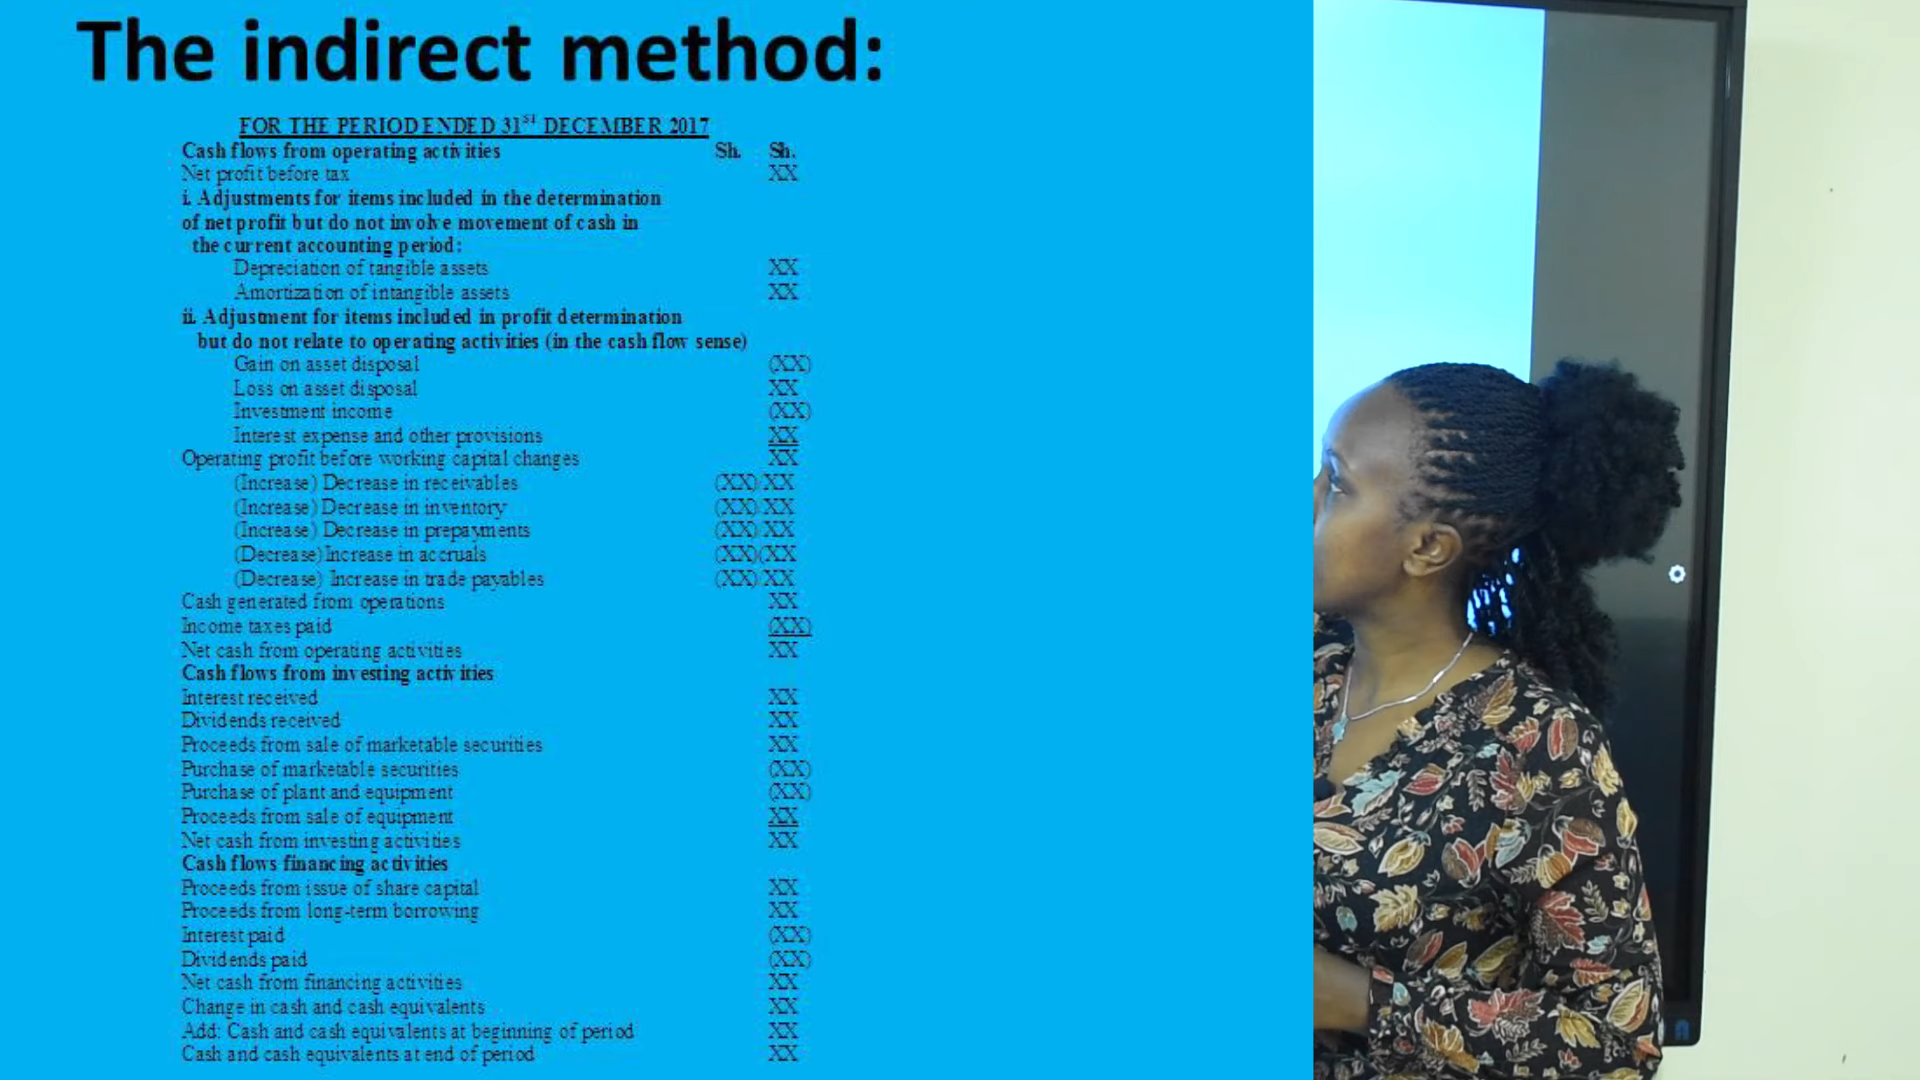 The indirect method:
FOR THE PERIOD ENDED 31ST DECEMBER 2017
Cash flows from operating activities Sh. Sh.
Net profit before tax XX
i. Adjustments for items included in the determination
of net profit but do not involve movement of cash in
the current accounting period:
Depreciation of tangible assets XX
Amortization of intangible assets XX
ii. Adjustment for items included in profit determination
but do not relate to operating activities (in the cash flow sense)
Gain on asset disposal (XX)
Loss on asset disposal XX
Investment income (XX)
Interest expense and other provisions XX
Operating profit before working capital changes XX
(Increase) Decrease in receivables (XX) XX
(Increase) Decrease in inventory (XX) XX
(Increase) Decrease in prepayments (XX) XX
(Decrease)Increase in accruals (XX)(XX
(Decrease) Increase in trade payables (XX) XX
Cash generated from operations XX
Income taxes paid (XX)
Net cash from operating activities XX
Cash flows from investing activities
Interest received XX
Dividends received XX
Proceeds from sale of marketable securities XX
Purchase of marketable securities (XX)
Purchase of plant and equipment (XX)
Proceeds from sale of equipment XX
Net cash from investing activities XX
Cash flows financing activities
Proceeds from issue of share capital XX
Proceeds from long-term borrowing XX
Interest paid (XX)
Dividends paid (XX)
Net cash from financing activities XX
Change in cash and cash equivalents XX
Add: Cash and cash equivalents at beginning of period XX
Cash and cash equivalents at end of period XX